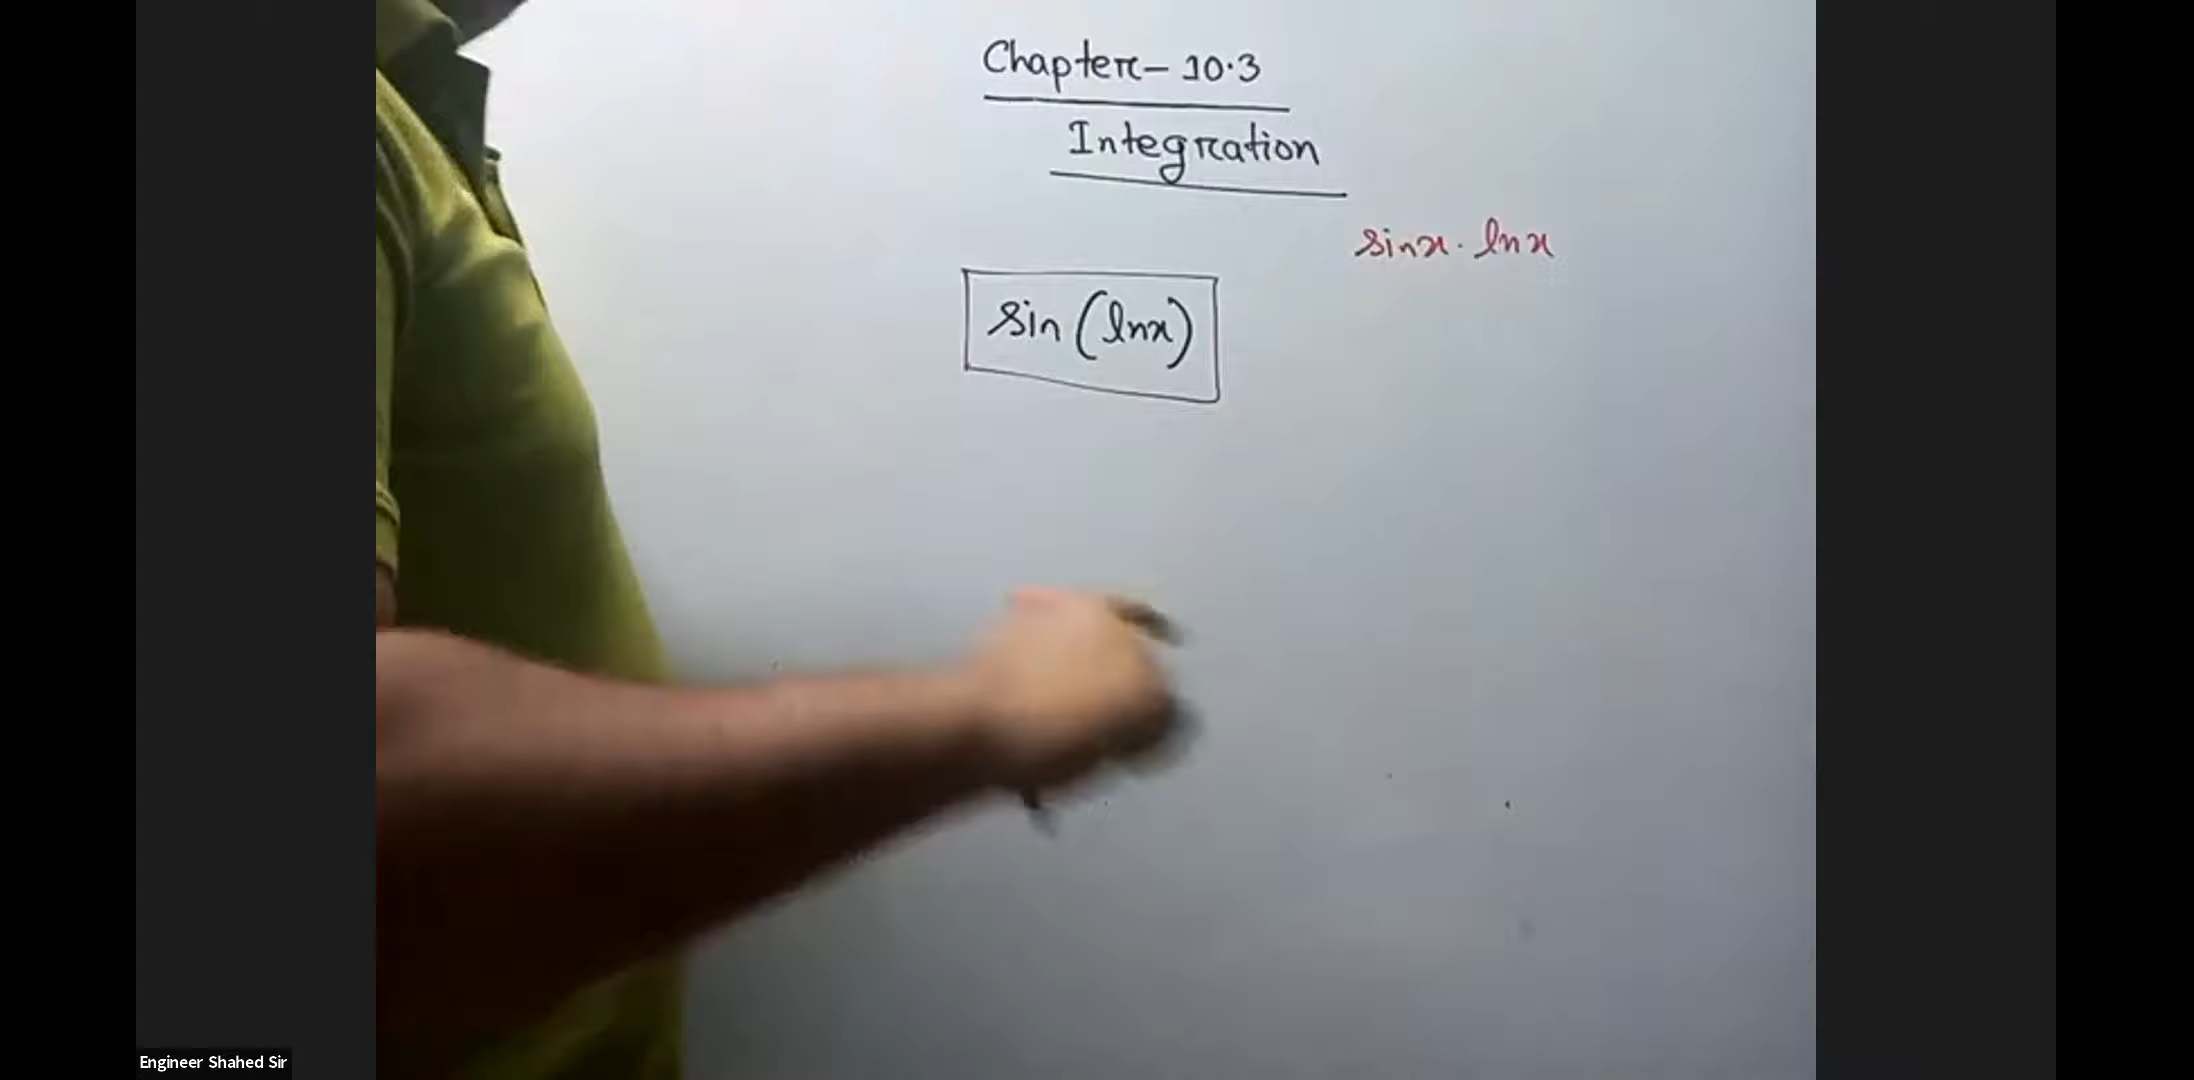 Chapter- 10.3
Integration
sinx. lnx
sin (lnx)
Engineer Shahed Sir